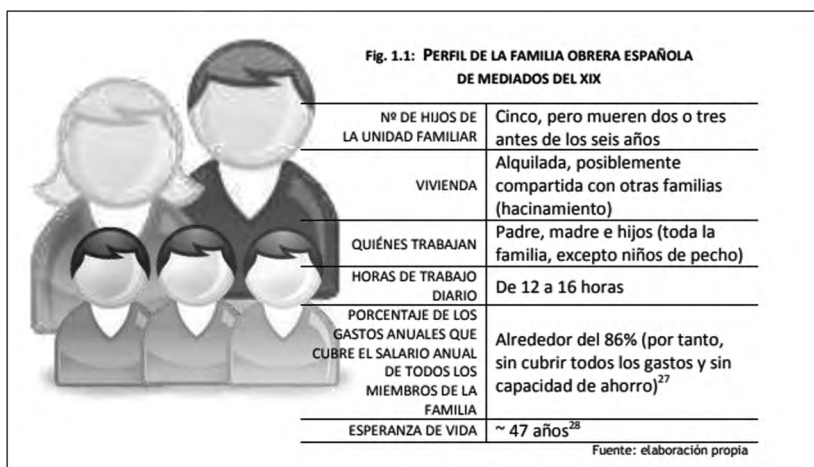 Fig. 1.1: PERFIL DE LA FAMILIA OBRERA ESPAÑOLA
DE MEDIADOS DEL XIX
Nº DE HIJOS DE
LA UNIDAD FAMILIAR
Cinco, pero mueren dos o tres
antes de los seis años
VIVIENDA
Alquilada, posiblemente
compartida con otras familias
(hacinamiento)
QUIÉNES TRABAJAN
Padre, madre e hijos (toda la
familia, excepto niños de pecho)
HORAS DE TRABAJO
DIARIO
De 12 a 16 horas
PORCENTAJE DE LOS
GASTOS ANUALES QUE
CUBRE EL SALARIO ANUAL
DE TODOS LOS
MIEMBROS DE LA
FAMILIA
Alrededor del 86% (por tanto,
sin cubrir todos los gastos y sin
capacidad de ahorro)27
ESPERANZA DE VIDA
~ 47 años28
Fuente: elaboración propia